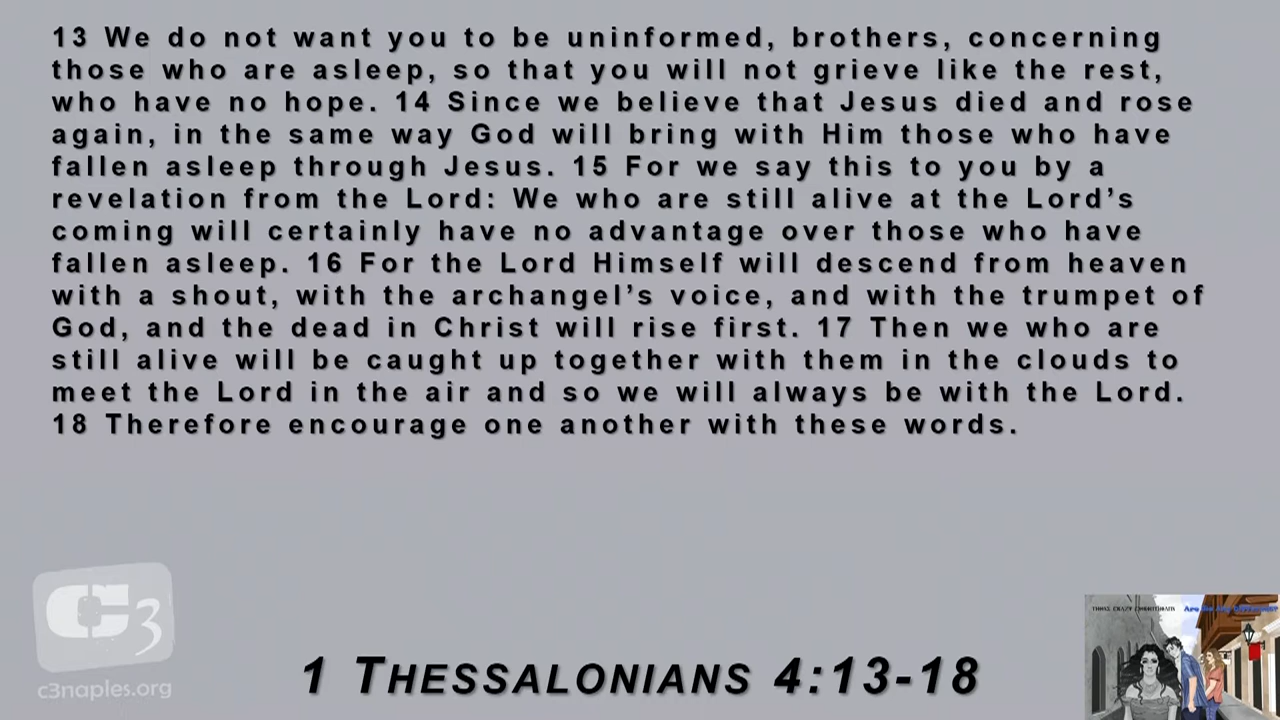 13 We do not want you to be uninformed, brothers, concerning
those who are asleep, so that you will not grieve like the rest,
who have no hope. 14 Since we believe that Jesus died and rose
again, in the same way God will bring with Him those who have
fallen asleep through Jesus. 15 For we say this to you by a
revelation from the Lord: We who are still alive at the Lord’s
coming will certainly have no advantage over those who have
fallen asleep. 16 For the Lord Himself will descend from heaven
with a shout, with the archangel’s voice, and with the trumpet of
God, and the dead in Christ will rise first. 17 Then we who are
still alive will be caught up together with them in the clouds to
meet the Lord in the air and so we will always be with the Lord.
18 Therefore encourage one another with these words.
C3
c3naples.org
THOSE CRAZY CORINTHIANS
Are We Any Different?
1 THESSALONIANS 4:13-18